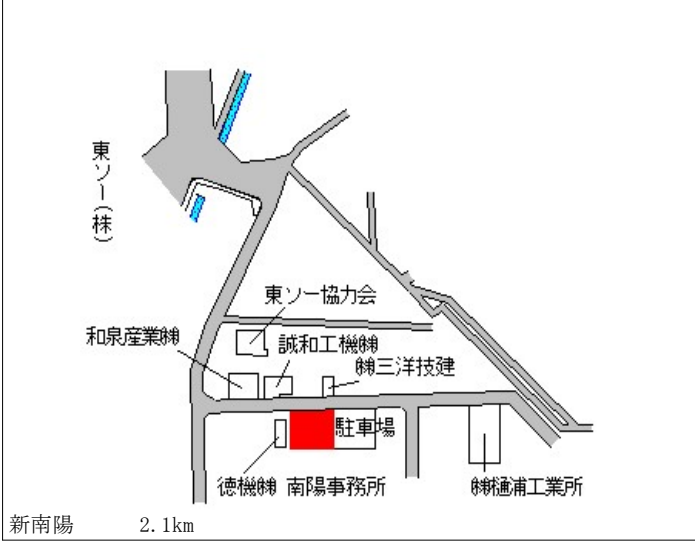 東ソー(株)
東ソー協力会
和泉産業㈱
誠和工機㈱
㈱三洋技建
駐車場
徳機㈱ 南陽事務所
㈱樋浦工業所
新南陽 2.1km